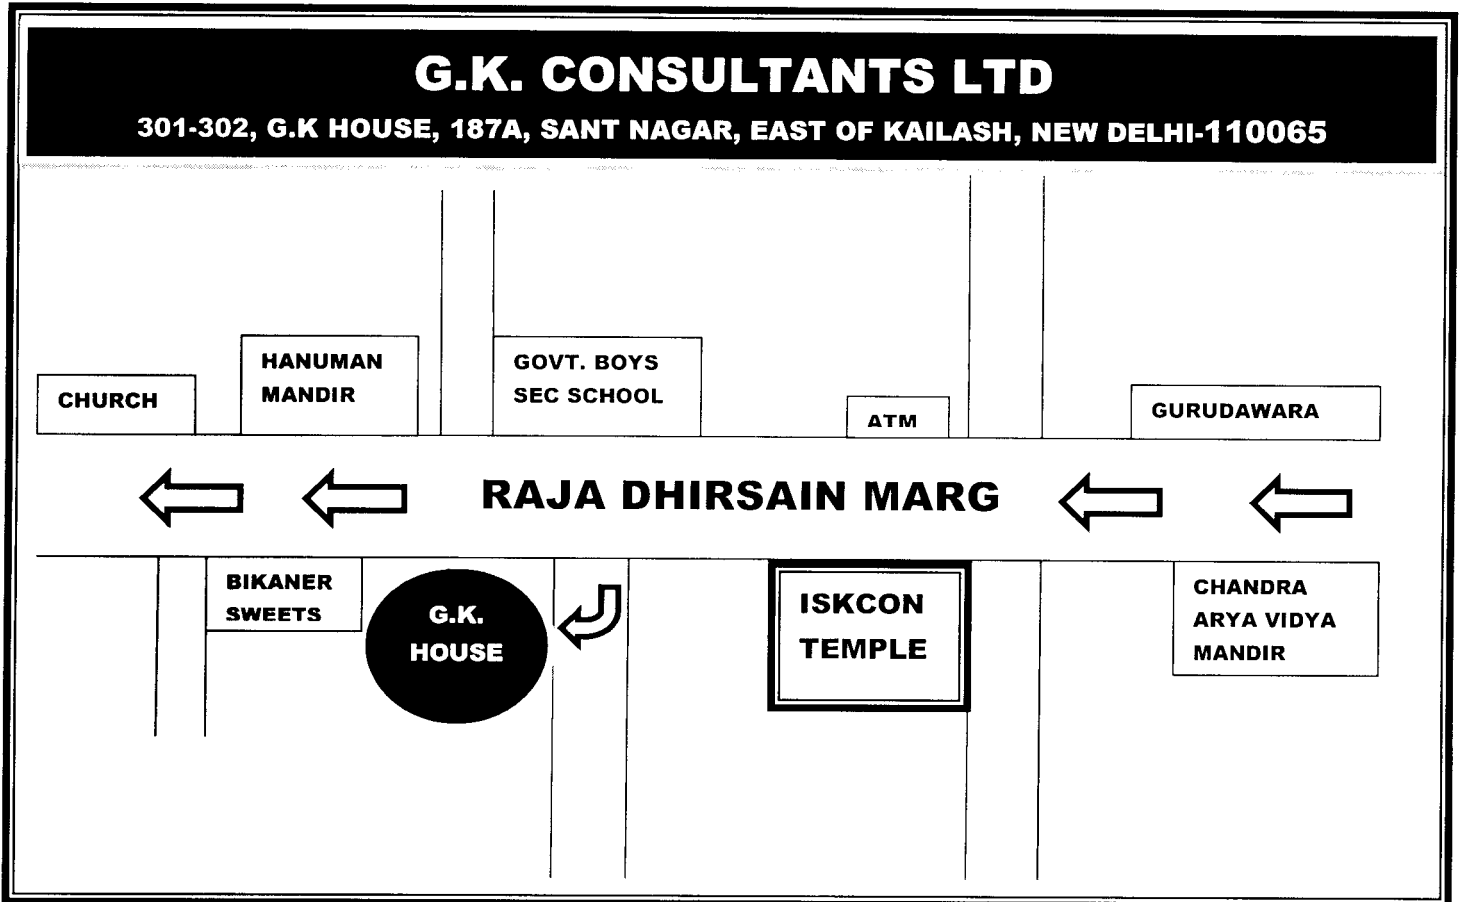 G.K. CONSULTANTS LTD
301-302, G.K HOUSE, 187A, SANT NAGAR, EAST OF KAILASH, NEW DELHI-110065
HANUMAN
MANDIR
GOVT. BOYS
SEC SCHOOL
CHURCH
ATM
GURUDAWARA
RAJA DHIRSAIN MARG
BIKANER
SWEETS
G.K.
HOUSE
ISKCON
TEMPLE
CHANDRA
ARYA VIDYA
MANDIR